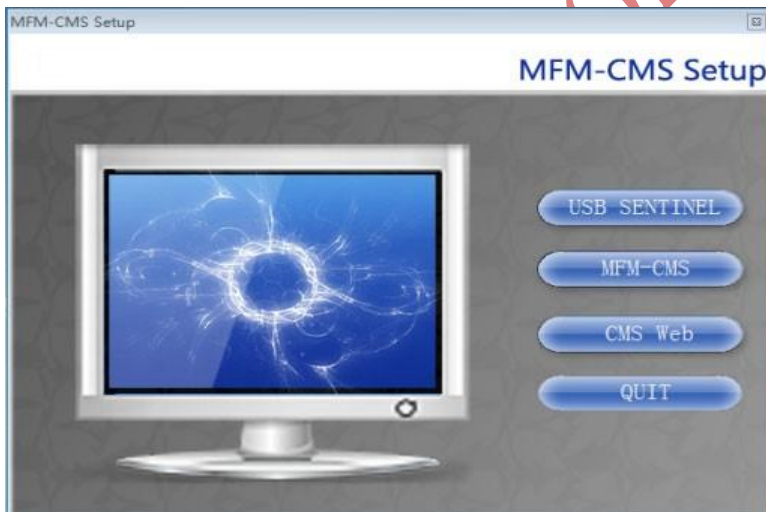 MFM-CMS Setup
MFM-CMS Setup
USB SENTINEL
MFM-CMS
CMS Web
QUIT